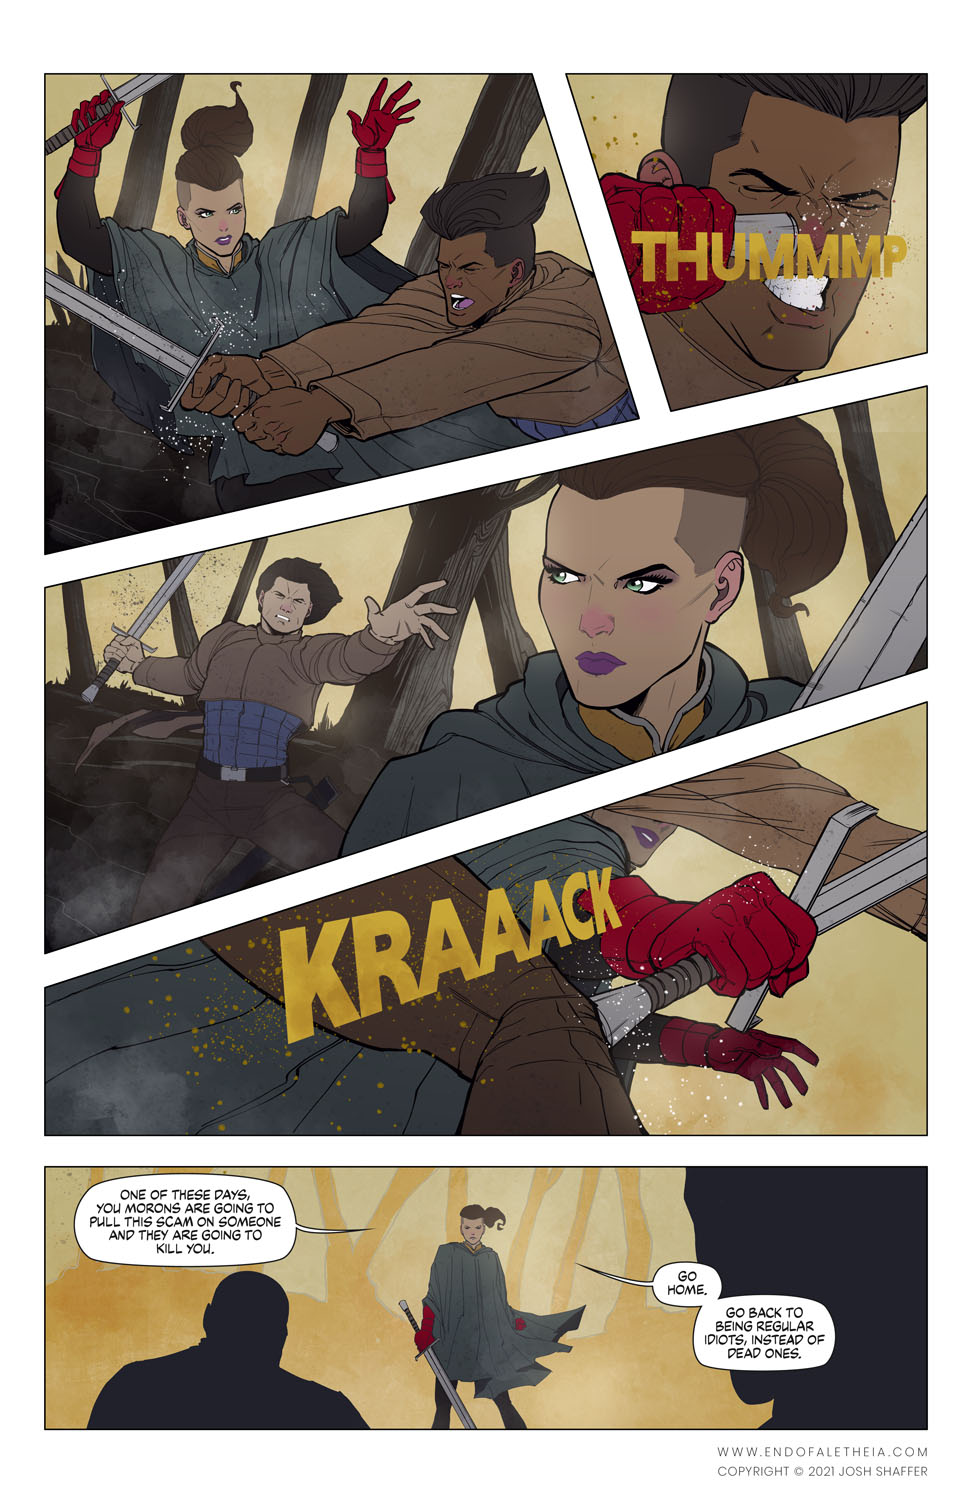 THUMMMP
KRAAACK
ONE OF THESE DAYS,
YOU MORONS ARE GOING TO
PULL THIS SCAM ON SOMEONE
AND THEY ARE GOING TO
KILL YOU.
GO
HOME.
GO BACK TO
BEING REGULAR
IDIOTS, INSTEAD OF
DEAD ONES.
WWW.ENDOFALETHEIA.COM
COPYRIGHT © 2021 JOSH SHAFFER